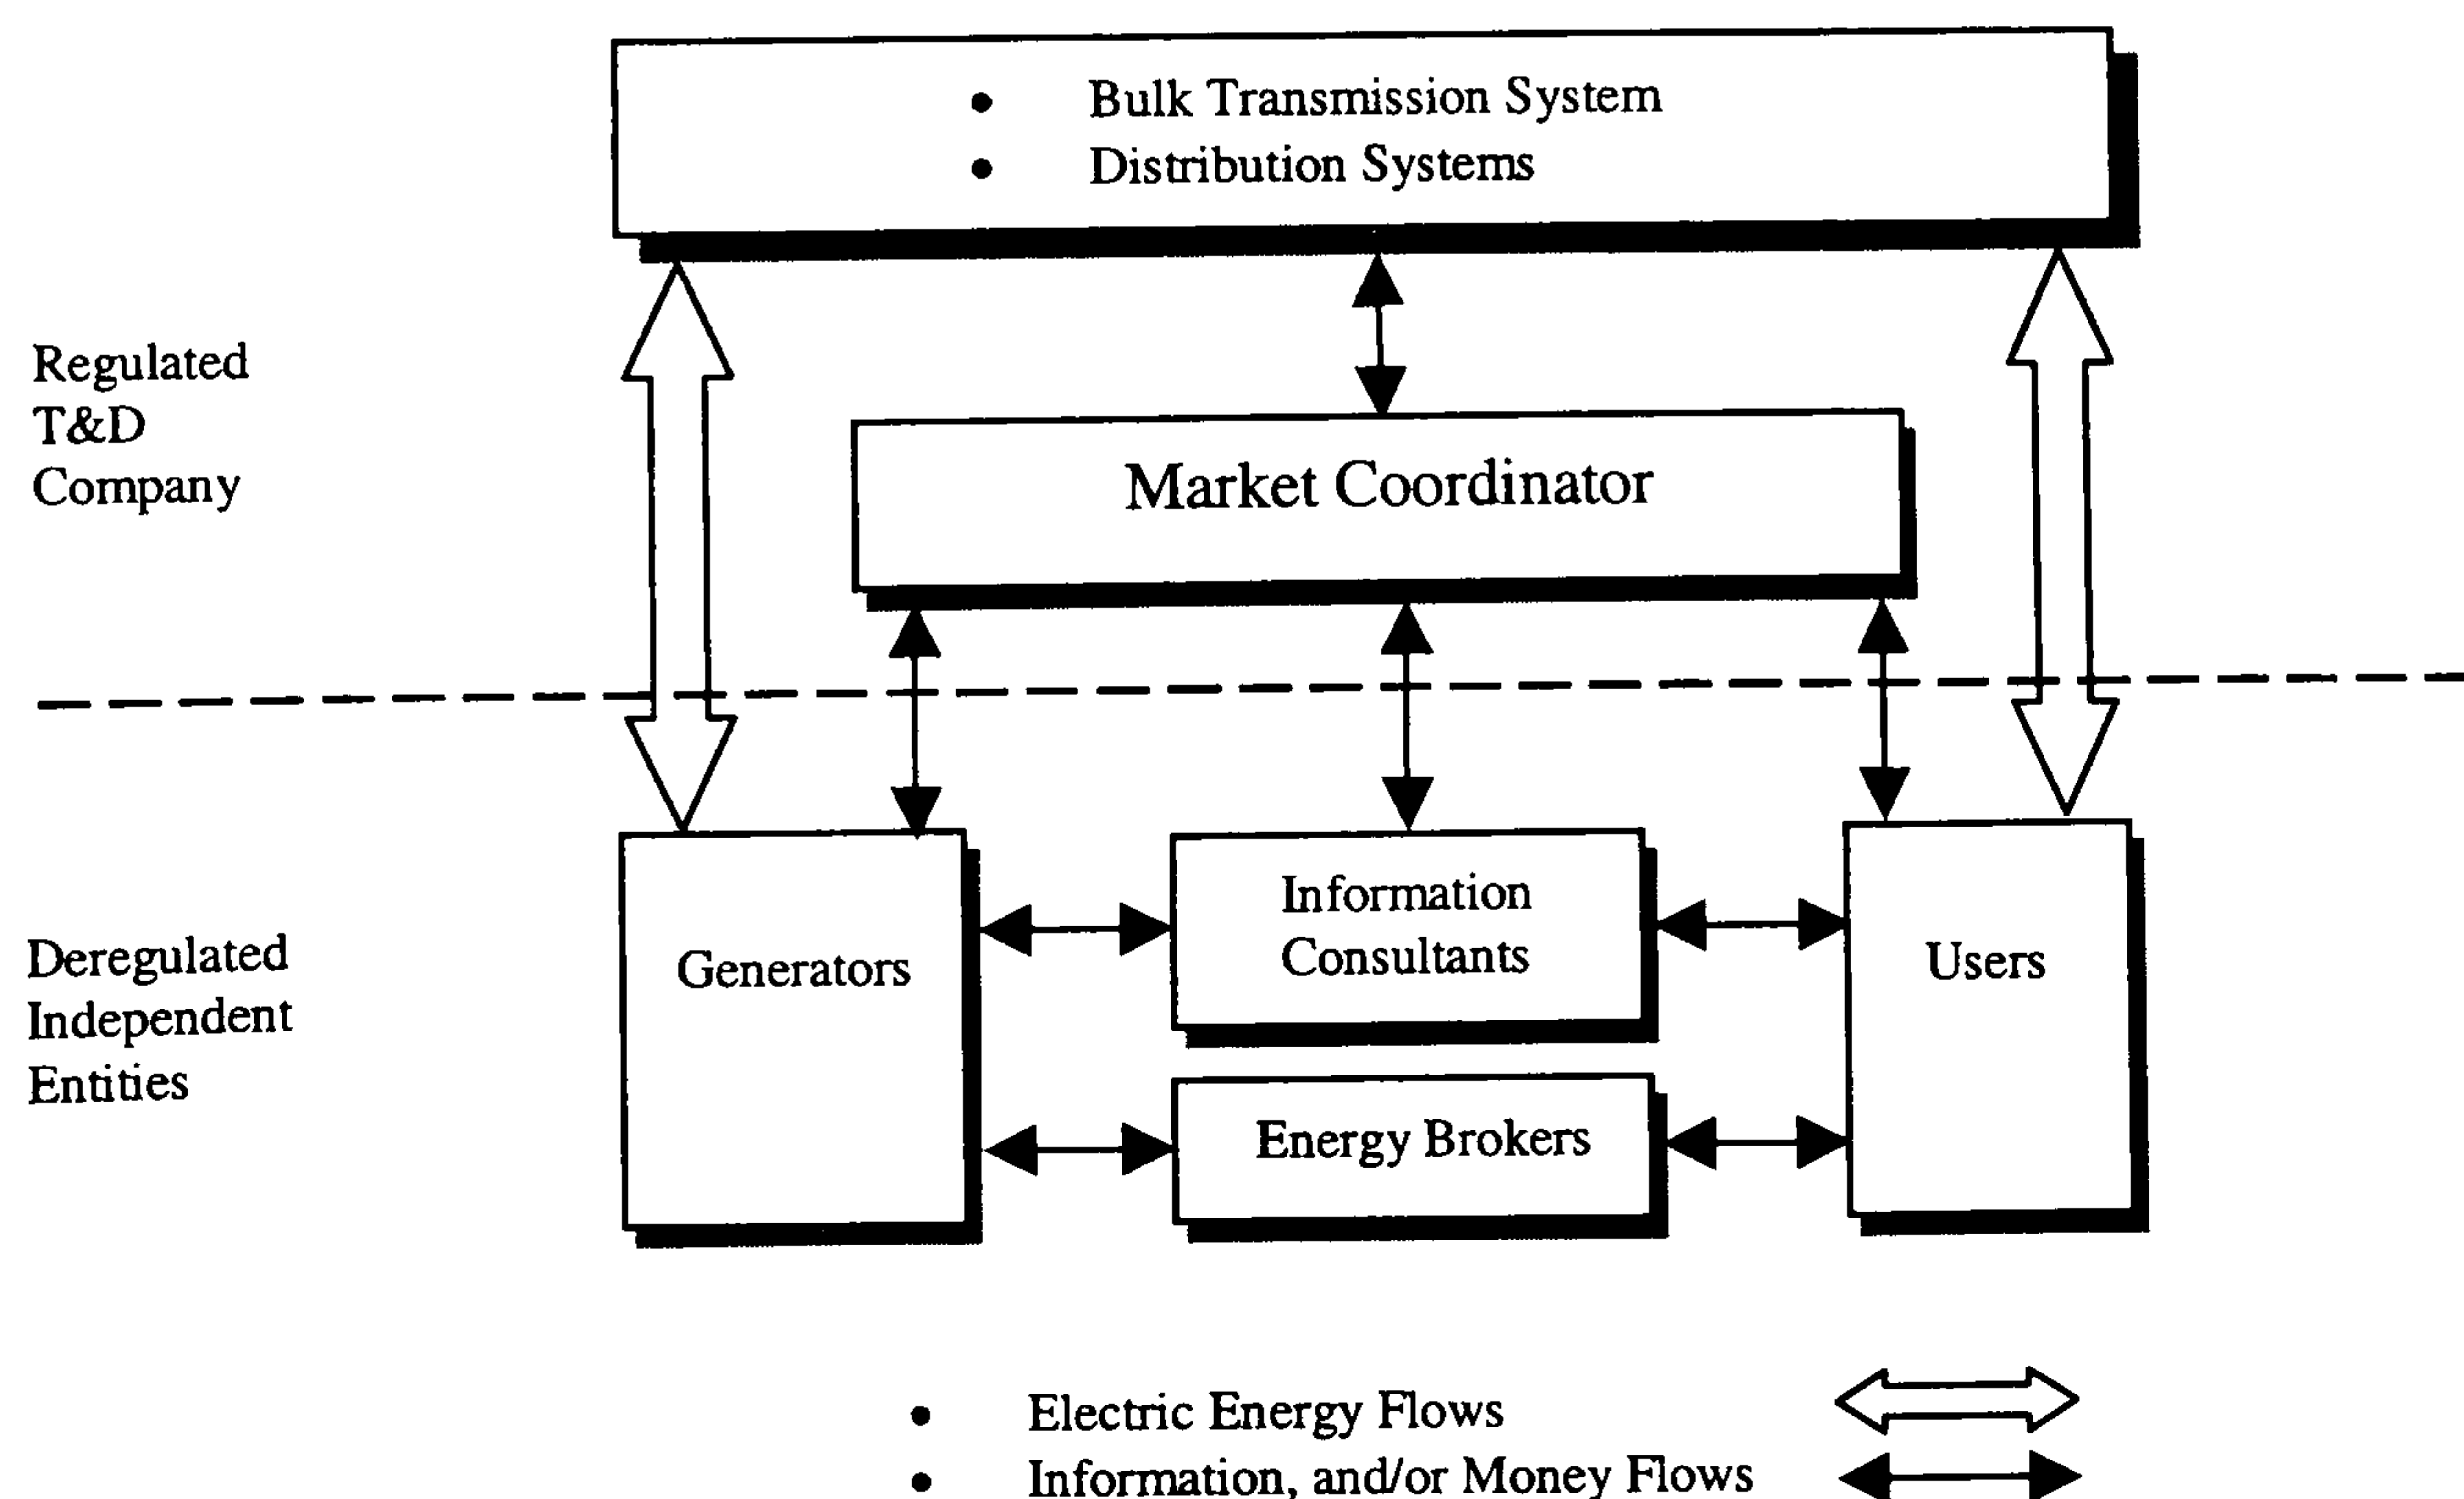 • Bulk Transmission System
• Distribution Systems
Regulated
T&D
Company
Market Coordinator
Deregulated
Independent
Entities
Generators
Information
Consultants
Users
Energy Brokers
• Electric Energy Flows
• Information, and/or Money Flows